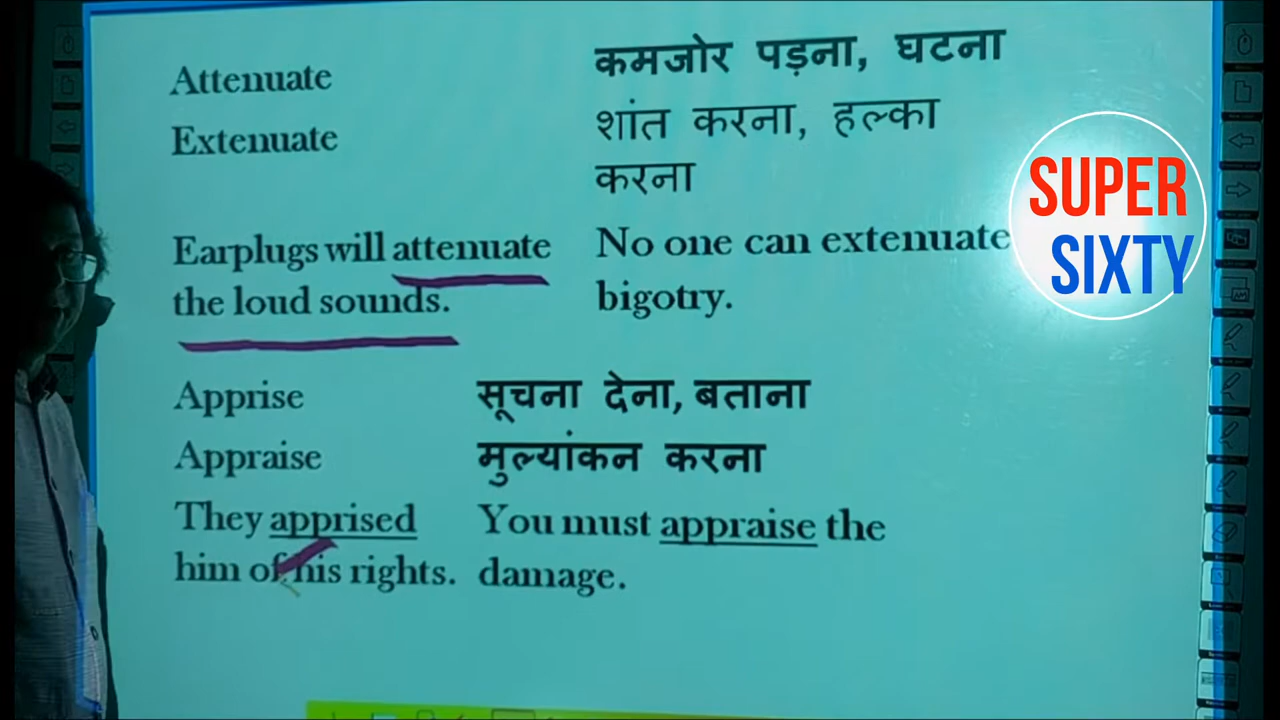 Attenuate कमजोर पड़ना, घटना
Extenuate शांत करना, हल्का
करना
Earplugs will attenuate No one can extenuate
the loud sounds. bigotry.
Apprise सूचना देना, बताना
Appraise मुल्यांकन करना
They apprised You must appraise the
him of his rights. damage.
SUPER
SIXTY